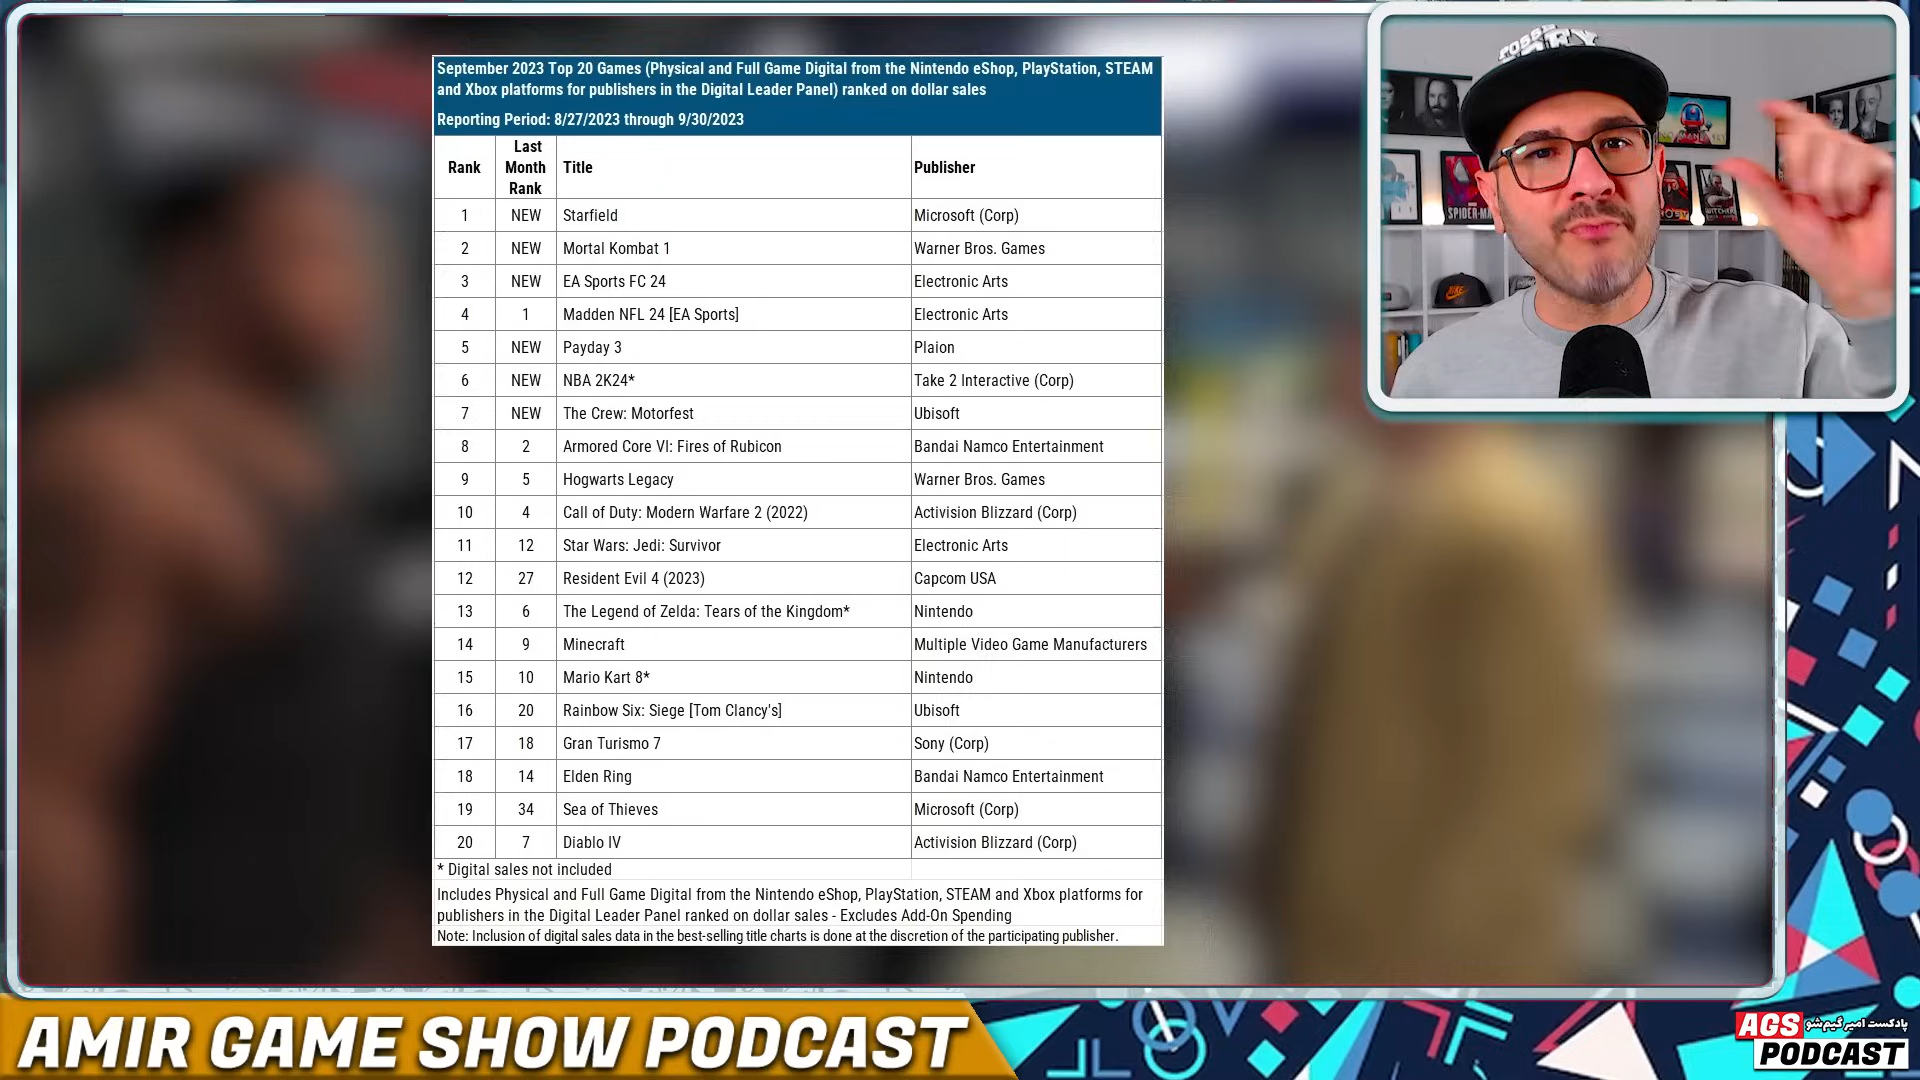 September 2023 Top 20 Games (Physical and Full Game Digital from the Nintendo eShop, PlayStation, STEAM
and Xbox platforms for publishers in the Digital Leader Panel) ranked on dollar sales
Reporting Period: 8/27/2023 through 9/30/2023
Rank Last Month Rank Title Publisher
1 NEW Starfield Microsoft (Corp)
2 NEW Mortal Kombat 1 Warner Bros. Games
3 NEW EA Sports FC 24 Electronic Arts
4 1 Madden NFL 24 [EA Sports] Electronic Arts
5 NEW Payday 3 Plaion
6 NEW NBA 2K24* Take 2 Interactive (Corp)
7 NEW The Crew: Motorfest Ubisoft
8 2 Armored Core VI: Fires of Rubicon Bandai Namco Entertainment
9 5 Hogwarts Legacy Warner Bros. Games
10 4 Call of Duty: Modern Warfare 2 (2022) Activision Blizzard (Corp)
11 12 Star Wars: Jedi: Survivor Electronic Arts
12 27 Resident Evil 4 (2023) Capcom USA
13 6 The Legend of Zelda: Tears of the Kingdom* Nintendo
14 9 Minecraft Multiple Video Game Manufacturers
15 10 Mario Kart 8* Nintendo
16 20 Rainbow Six: Siege [Tom Clancy's] Ubisoft
17 18 Gran Turismo 7 Sony (Corp)
18 14 Elden Ring Bandai Namco Entertainment
19 34 Sea of Thieves Microsoft (Corp)
20 7 Diablo IV Activision Blizzard (Corp)
* Digital sales not included
Includes Physical and Full Game Digital from the Nintendo eShop, PlayStation, STEAM and Xbox platforms for
publishers in the Digital Leader Panel ranked on dollar sales - Excludes Add-On Spending
Note: Inclusion of digital sales data in the best-selling title charts is done at the discretion of the participating publisher.
SPIDER-MA
WITCHER
NIKE
AMIR GAME SHOW PODCAST
AGS پادکست امیر گیم‌شو
PODCAST